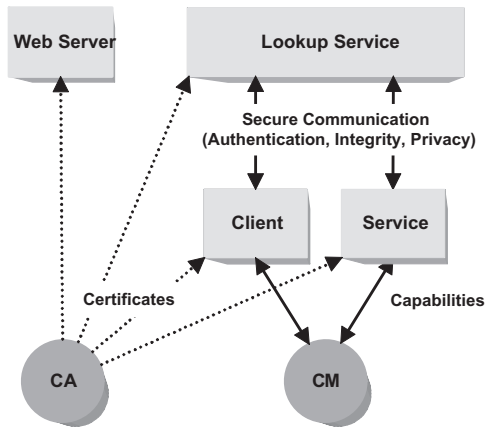 Web Server
Lookup Service
Secure Communication
(Authentication, Integrity, Privacy)
Client
Service
Certificates
Capabilities
CA
CM